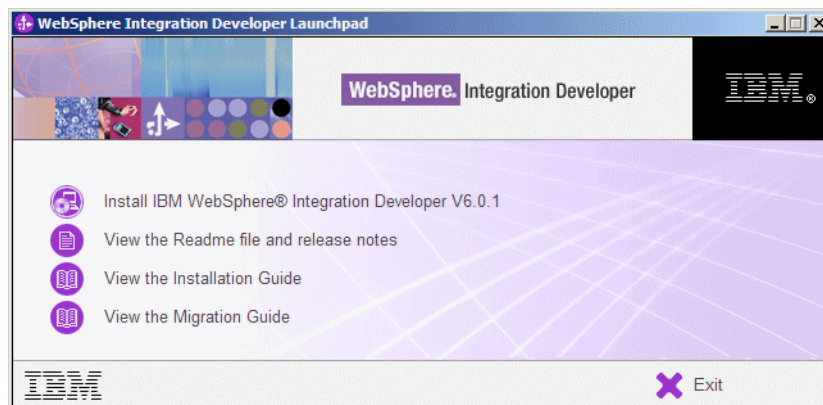 WebSphere Integration Developer Launchpad
WebSphere. Integration Developer
IBM®
Install IBM WebSphere® Integration Developer V6.0.1
View the Readme file and release notes
View the Installation Guide
View the Migration Guide
IBM
Exit